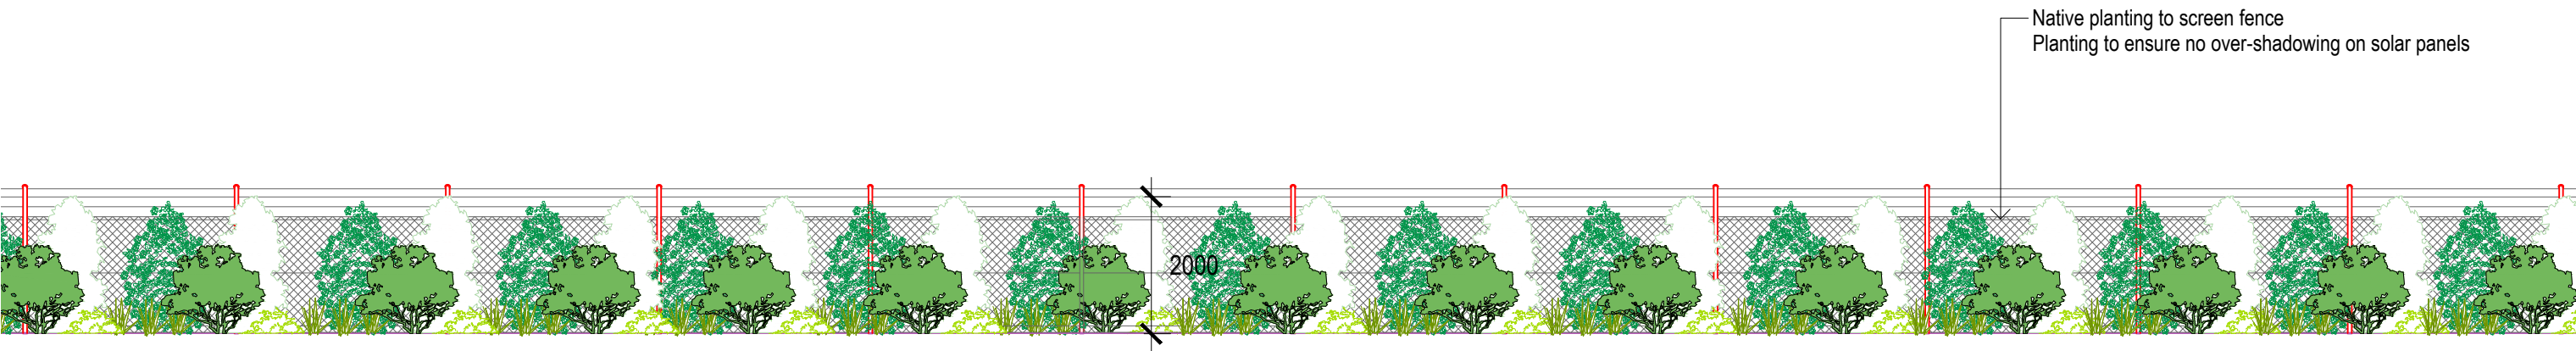 Native planting to screen fence
Planting to ensure no over-shadowing on solar panels
2000